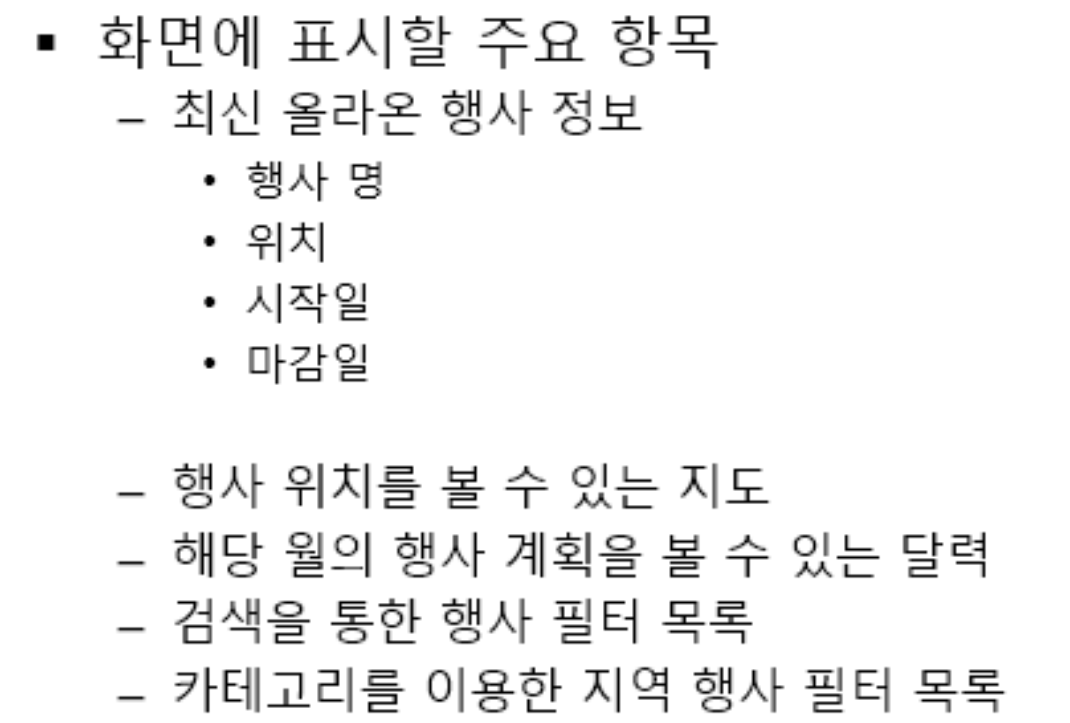 ▪ 화면에 표시할 주요 항목
– 최신 올라온 행사 정보
• 행사 명
• 위치
• 시작일
• 마감일
– 행사 위치를 볼 수 있는 지도
– 해당 월의 행사 계획을 볼 수 있는 달력
– 검색을 통한 행사 필터 목록
– 카테고리를 이용한 지역 행사 필터 목록